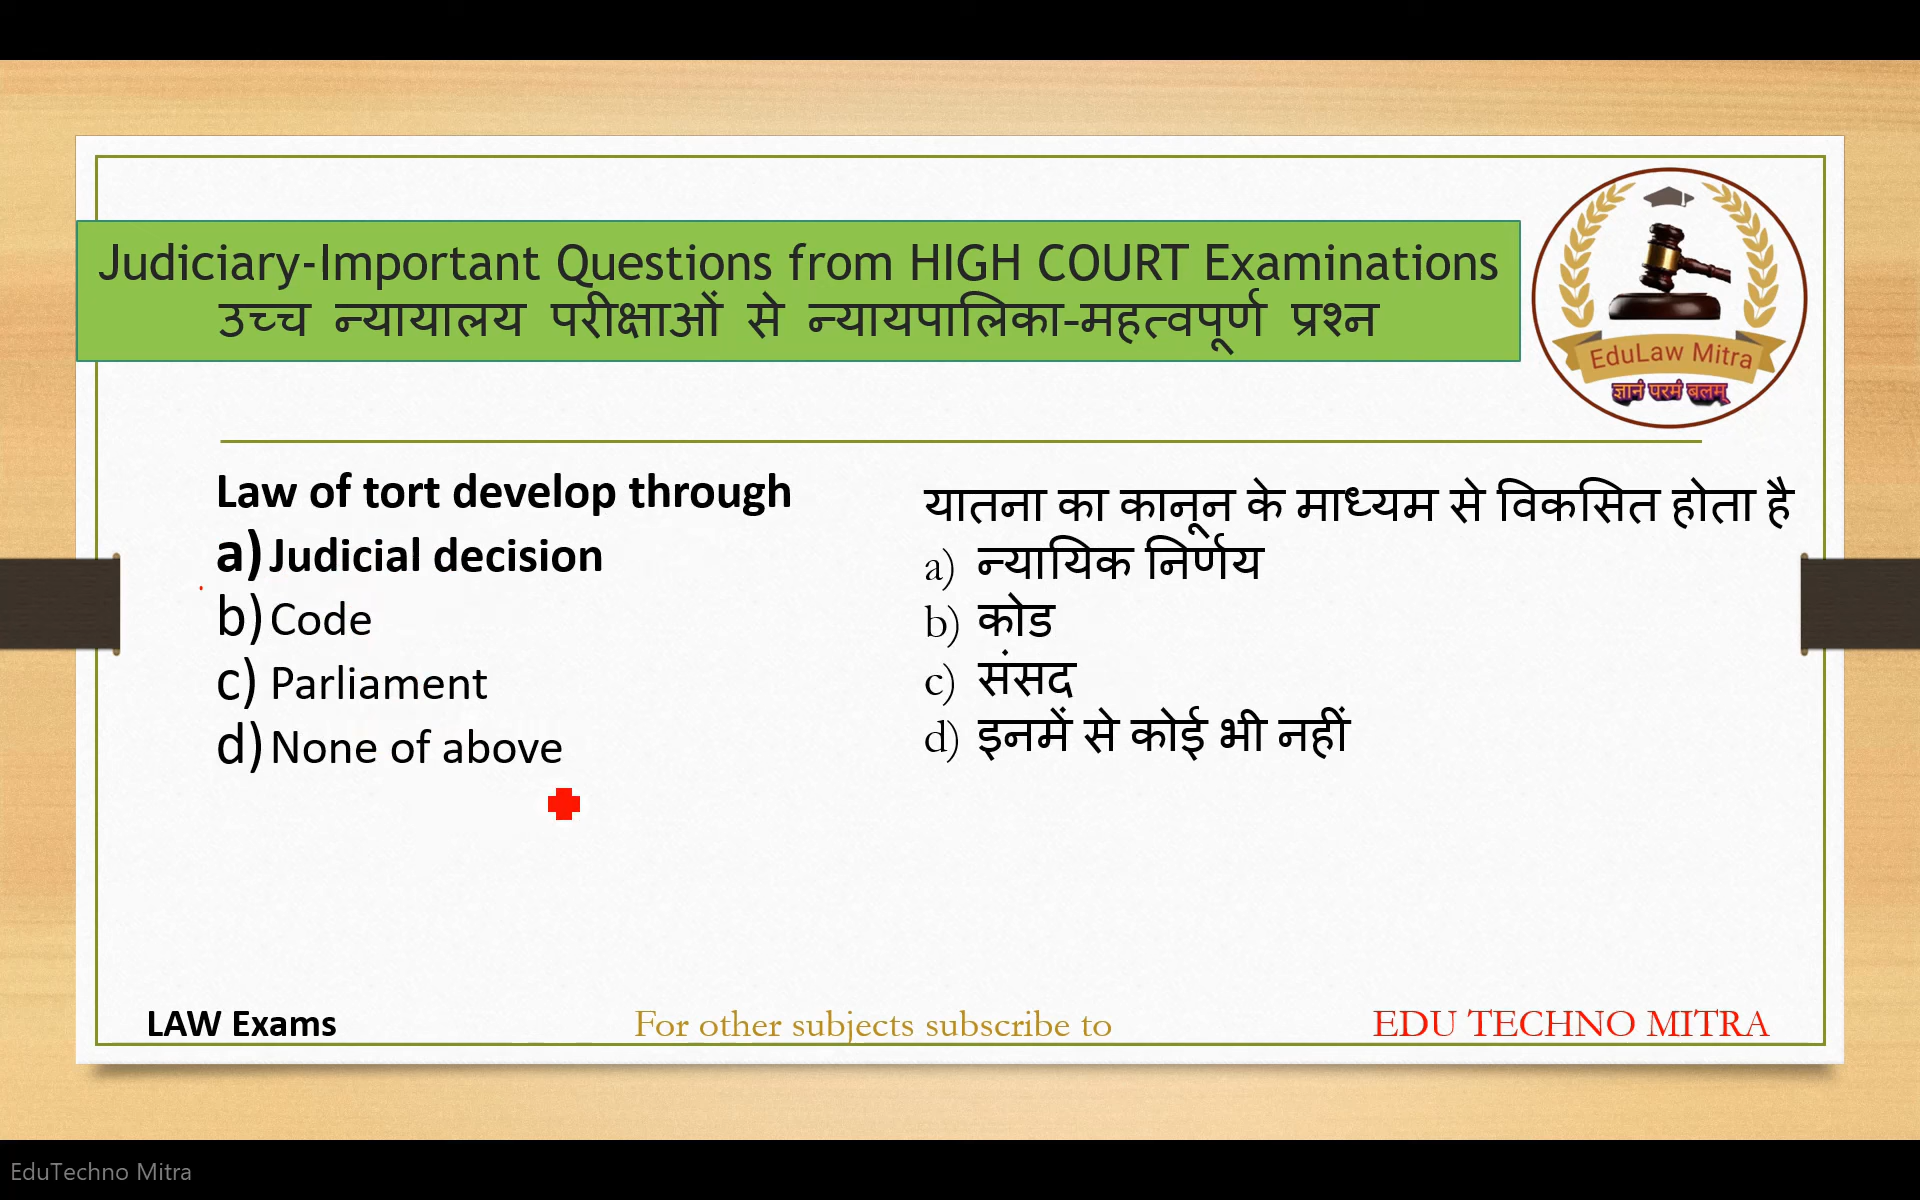 Judiciary-Important Questions from HIGH COURT Examinations
उच्च न्यायालय परीक्षाओं से न्यायपालिका-महत्वपूर्ण प्रश्न
EduLaw Mitra
ज्ञानं परमं बलम्
Law of tort develop through
a) Judicial decision
b) Code
c) Parliament
d) None of above
यातना का कानून के माध्यम से विकसित होता है
a) न्यायिक निर्णय
b) कोड
c) संसद
d) इनमें से कोई भी नहीं
LAW Exams
For other subjects subscribe to
EDU TECHNO MITRA
EduTechno Mitra